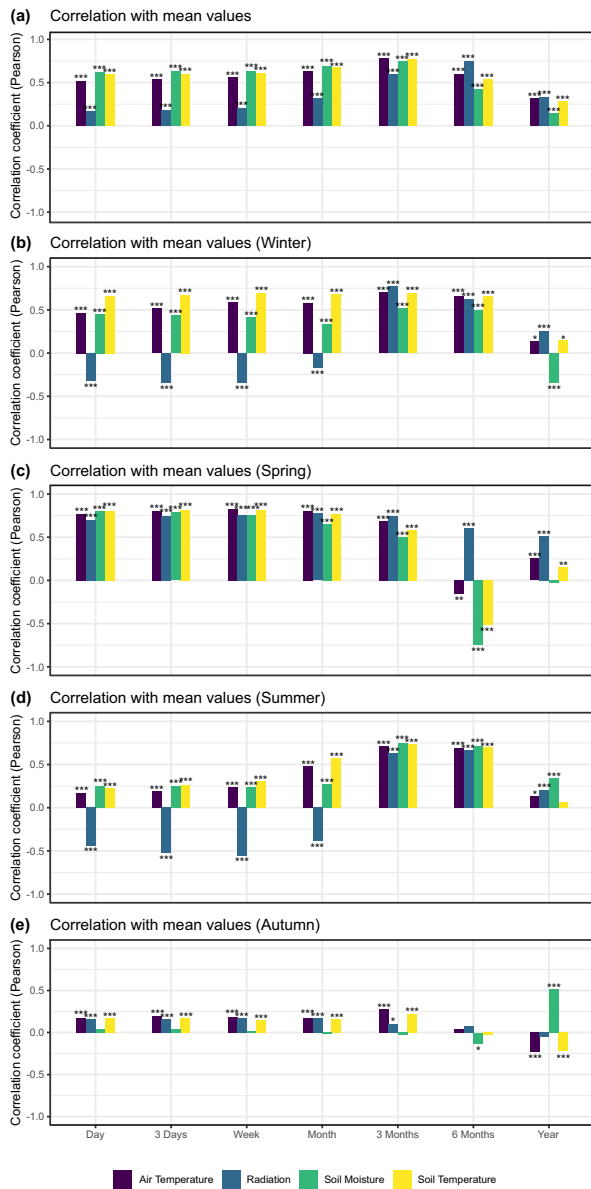 (a) Correlation with mean values
Correlation coefficient (Pearson)
1.0
0.5
0.0
-0.5
-1.0
*** *** *** *** *** *** *** *** *** *** *** *** *** *** *** *** *** *** *** *** *** *** *** *** *** *** *** ***
(b) Correlation with mean values (Winter)
Correlation coefficient (Pearson)
1.0
0.5
0.0
-0.5
-1.0
*** *** *** *** *** *** *** *** *** *** *** *** *** *** *** *** *** *** *** *** *** *** *** *** * *** *** *
(c) Correlation with mean values (Spring)
Correlation coefficient (Pearson)
1.0
0.5
0.0
-0.5
-1.0
*** *** *** *** *** *** *** *** *** *** *** *** *** *** *** *** *** *** *** *** ** *** *** *** *** *** **
(d) Correlation with mean values (Summer)
Correlation coefficient (Pearson)
1.0
0.5
0.0
-0.5
-1.0
*** *** *** *** *** *** *** *** *** *** *** *** *** *** *** *** *** *** *** *** *** *** *** *** * *** ***
(e) Correlation with mean values (Autumn)
Correlation coefficient (Pearson)
1.0
0.5
0.0
-0.5
-1.0
*** *** *** *** *** *** *** *** *** *** *** *** *** * *** * *** *** ***
Day 3 Days Week Month 3 Months 6 Months Year
Air Temperature Radiation Soil Moisture Soil Temperature